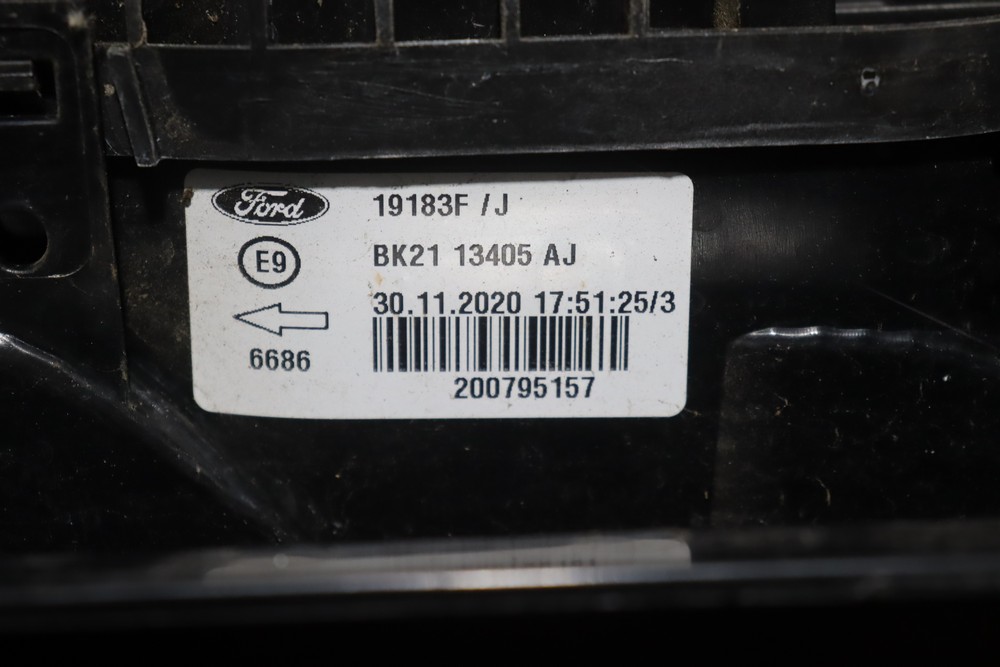 Ford
19183F /J
E9
BK21 13405 AJ
30.11.2020 17:51:25/3
6686
200795157